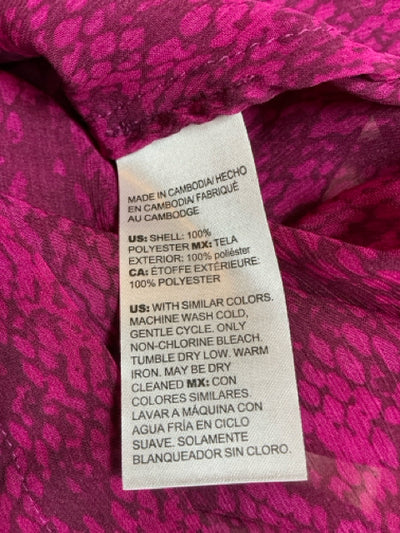 MADE IN CAMBODIA/ HECHO
EN CAMBODIA/ FABRIQUÉ
AU CAMBODGE
US: SHELL: 100%
POLYESTER MX: TELA
EXTERIOR: 100% poliéster
CA: ÉTOFFE EXTÉRIEURE:
100% POLYESTER
US: WITH SIMILAR COLORS.
MACHINE WASH COLD,
GENTLE CYCLE. ONLY
NON-CHLORINE BLEACH.
TUMBLE DRY LOW. WARM
IRON. MAY BE DRY
CLEANED MX: CON
COLORES SIMILARES.
LAVAR A MÁQUINA CON
AGUA FRÍA EN CICLO
SUAVE. SOLAMENTE
BLANQUEADOR SIN CLORO.